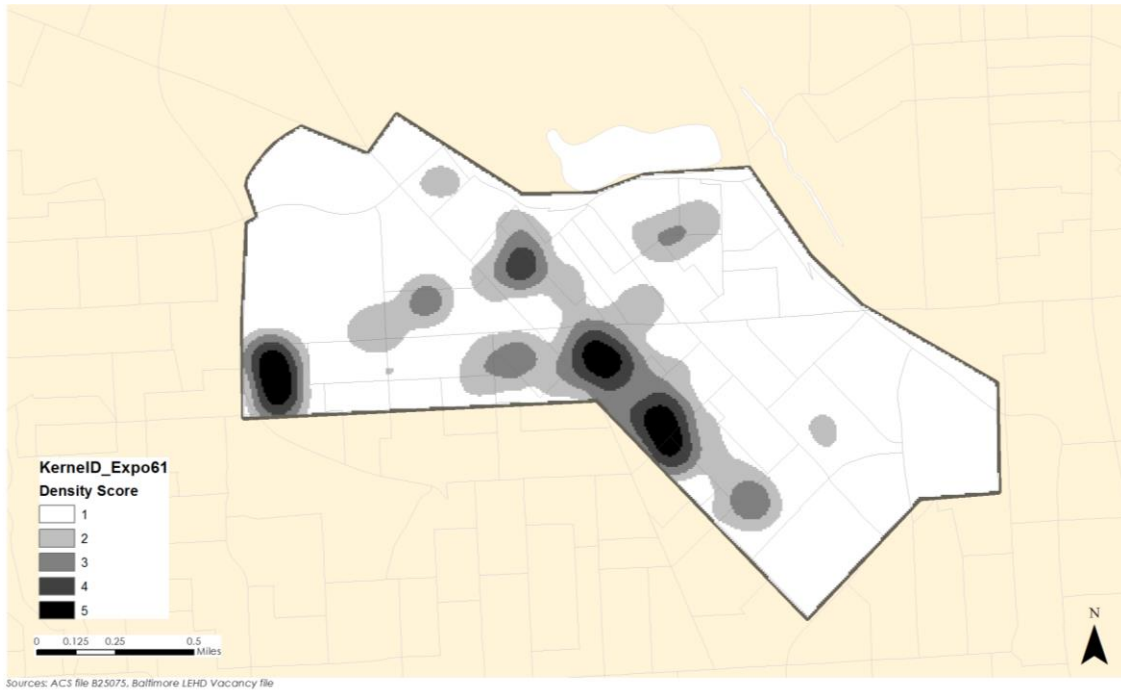 N
KernelD_Expo61
Density Score
1
2
3
4
5
0 0.125 0.25 0.5
Miles
Sources: ACS file B25075, Baltimore LEHD Vacancy file